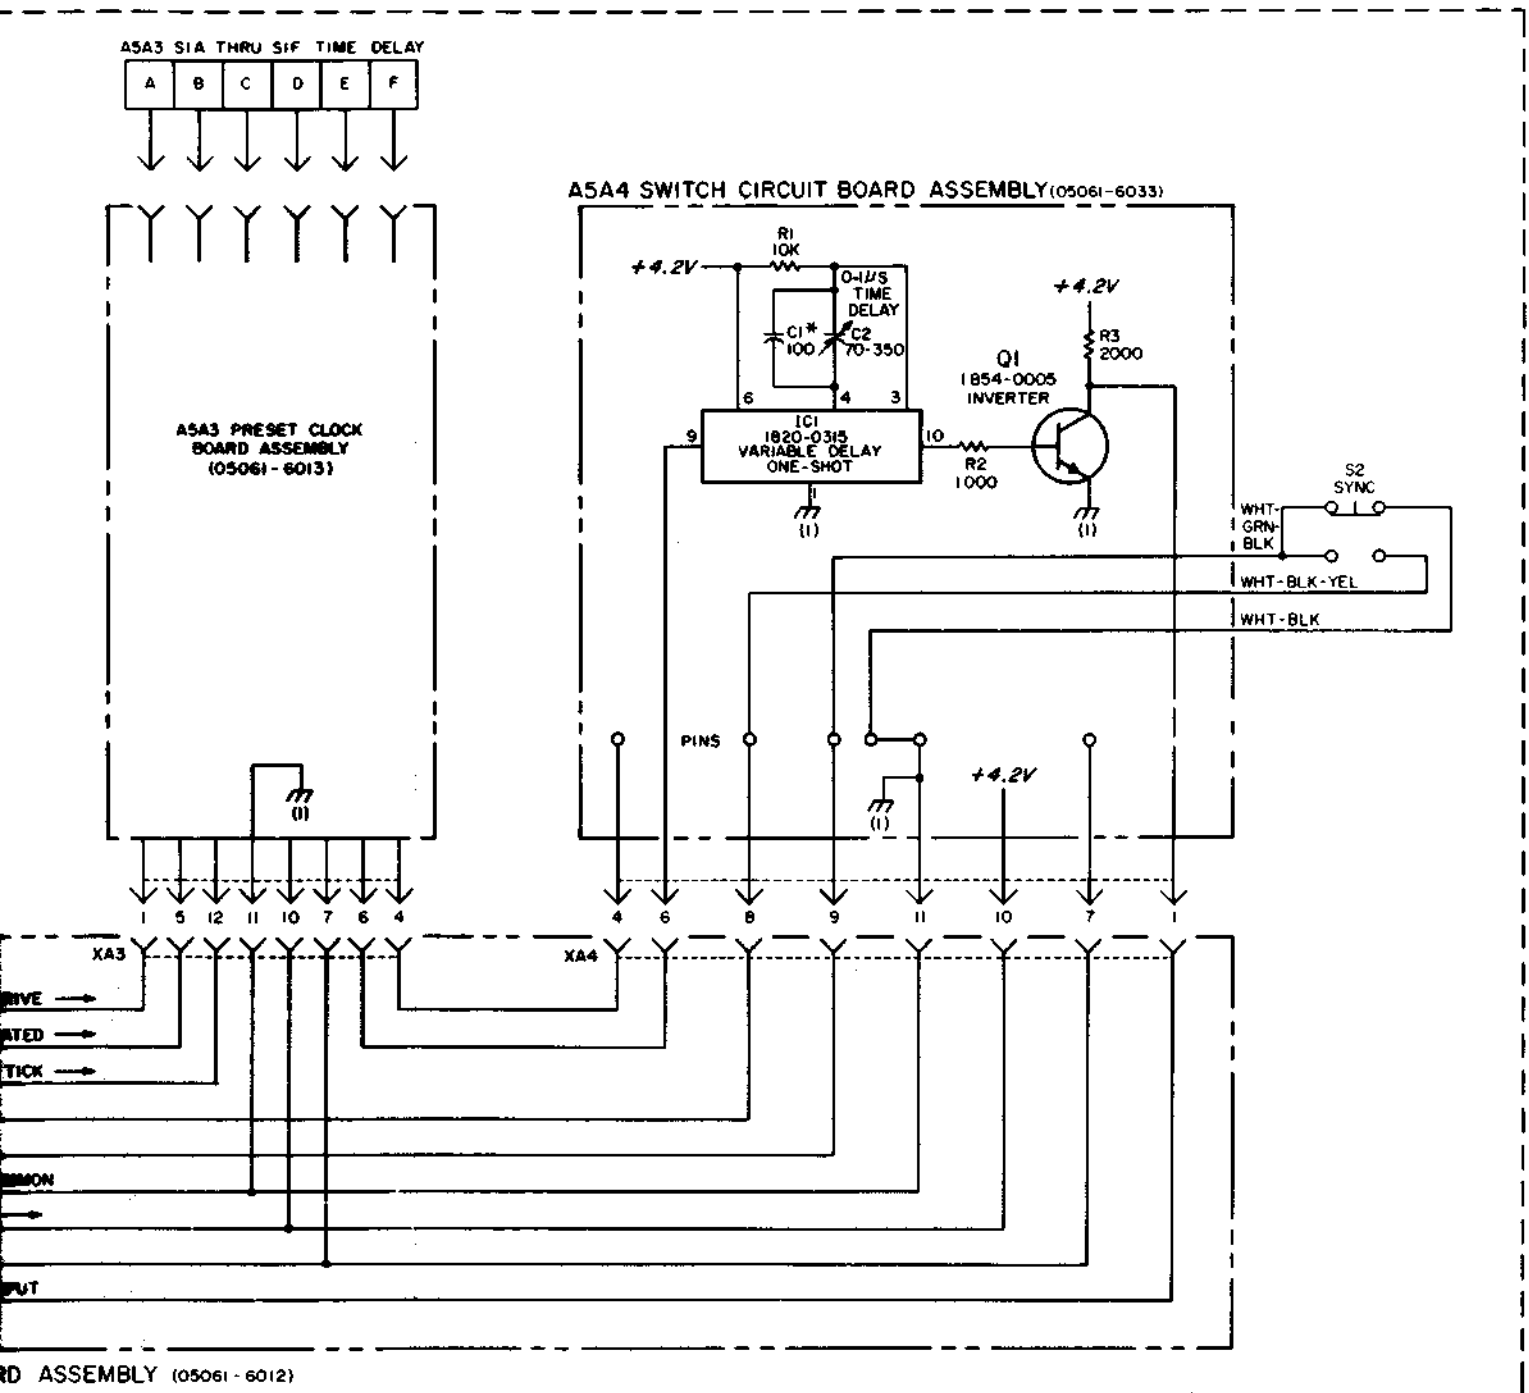 A5A3 S1A THRU S1F TIME DELAY
A B C D E F
A5A4 SWITCH CIRCUIT BOARD ASSEMBLY (05061-6033)
R1
10K
+4.2V
0-1μS
TIME
DELAY
C1*
100
C2
70-350
+4.2V
R3
2000
Q1
1854-0005
INVERTER
6 4 3
IC1
1820-0315
VARIABLE DELAY
ONE-SHOT
9
10
R2
1000
1
(1)
(1)
A5A3 PRESET CLOCK
BOARD ASSEMBLY
(05061-6013)
S2
SYNC
WHT-
GRN-
BLK
WHT-BLK-YEL
WHT-BLK
PINS
+4.2V
(1)
(1)
1 5 12 11 10 7 6 4
4 6 8 9 11 10 7 1
XA3
XA4
RIVE
ATED
TICK
MMON
PUT
RD ASSEMBLY (05061-6012)